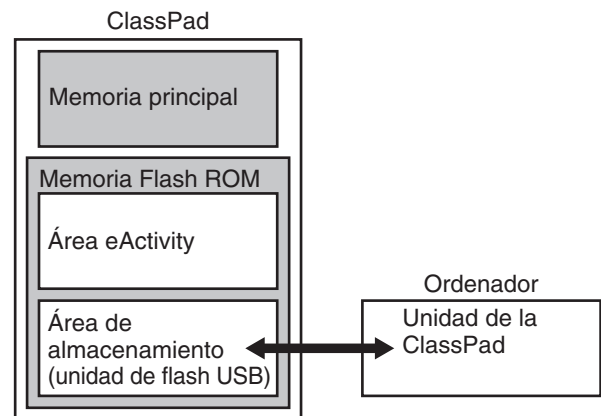 ClassPad
Memoria principal
Memoria Flash ROM
Área eActivity
Área de
almacenamiento
(unidad de flash USB)
Ordenador
Unidad de la
ClassPad